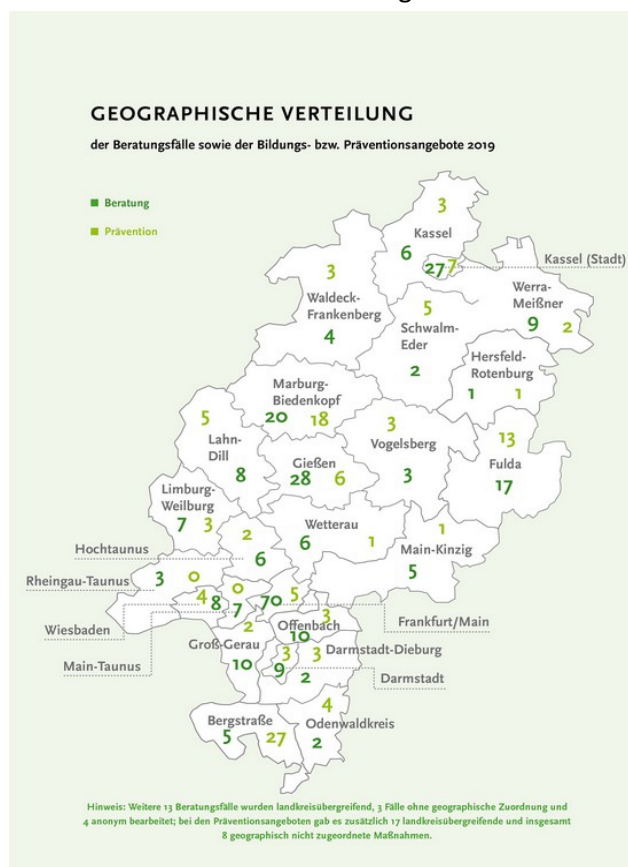 GEOGRAPHISCHE VERTEILUNG
der Beratungsfälle sowie der Bildungs- bzw. Präventionsangebote 2019
Beratung
Prävention
3
Kassel
6
27 7
Kassel (Stadt)
3
Waldeck-
Frankenberg
4
5
Schwalm-
Eder
2
Werra-
Meißner
9 2
Hersfeld-
Rotenburg
1 1
Marburg-
Biedenkopf
20 18
5
Lahn-
Dill
8
Gießen
28 6
3
Vogelsberg
3
13
Fulda
17
Limburg-
Weilburg
7 3
Hochtaunus
2
6
Wetterau
6 1
1
Main-Kinzig
5
Rheingau-Taunus
3 0
Wiesbaden
4 8
Main-Taunus
0
7
70 5
Frankfurt/Main
3
Offenbach
10
2
Groß-Gerau
10
3
9
3
Darmstadt-Dieburg
2
Darmstadt
Bergstraße
5 27
4
Odenwaldkreis
2
Hinweis: Weitere 13 Beratungsfälle wurden landkreisübergreifend, 3 Fälle ohne geographische Zuordnung und
4 anonym bearbeitet; bei den Präventionsangeboten gab es zusätzlich 17 landkreisübergreifende und insgesamt
8 geographisch nicht zugeordnete Maßnahmen.